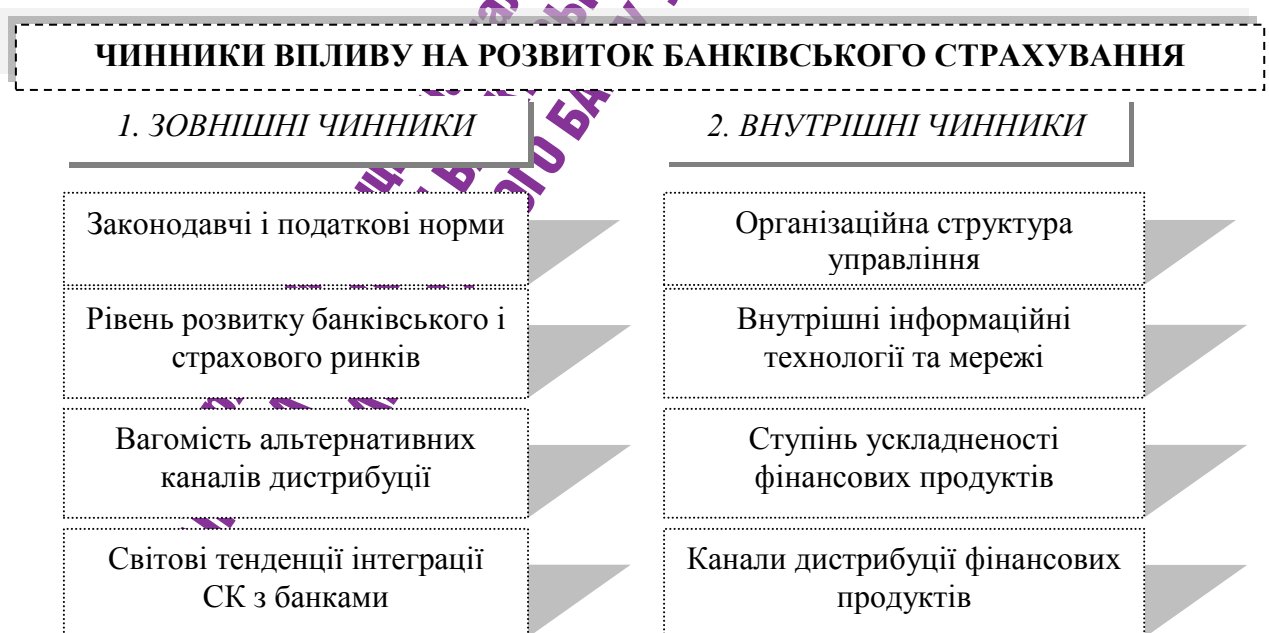 ЧИННИКИ ВПЛИВУ НА РОЗВИТОК БАНКІВСЬКОГО СТРАХУВАННЯ
1. ЗОВНІШНІ ЧИННИКИ
Законодавчі і податкові норми
Рівень розвитку банківського і
страхового ринків
Вагомість альтернативних
каналів дистрибуції
Світові тенденції інтеграції
СК з банками
2. ВНУТРІШНІ ЧИННИКИ
Організаційна структура
управління
Внутрішні інформаційні
технології та мережі
Ступінь ускладненості
фінансових продуктів
Канали дистрибуції фінансових
продуктів